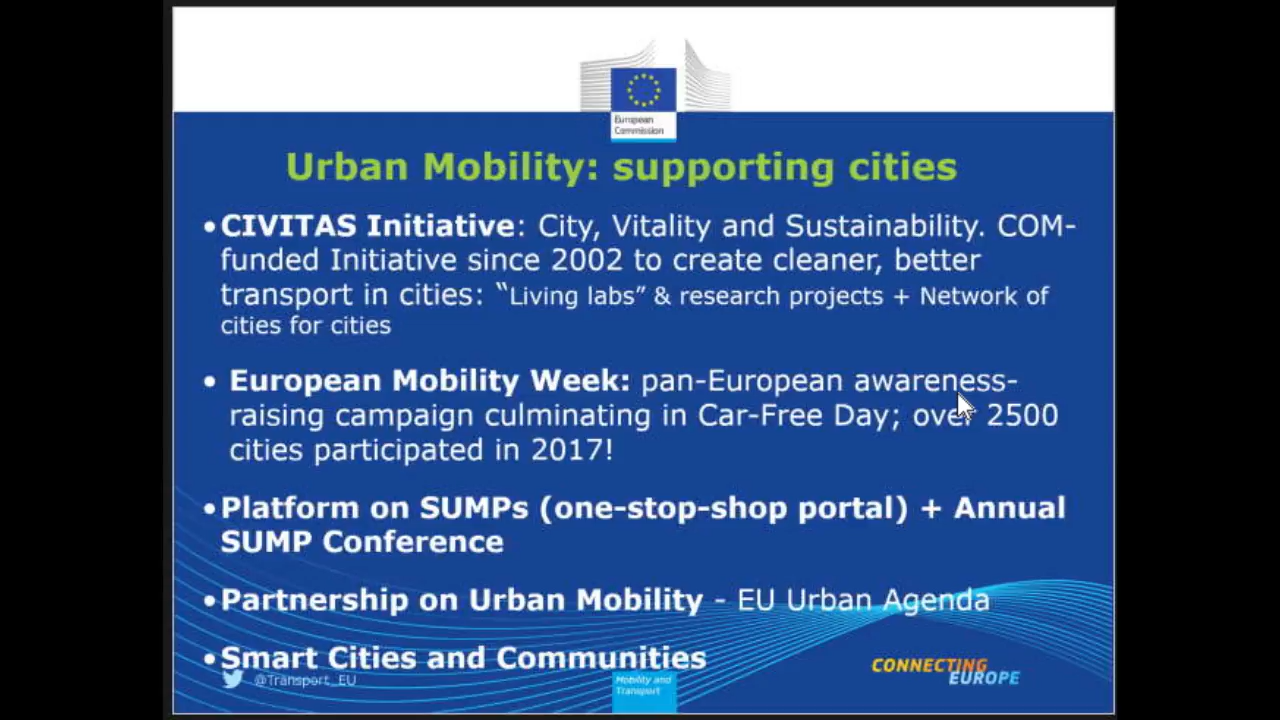 European
Commission
Urban Mobility: supporting cities
•CIVITAS Initiative: City, Vitality and Sustainability. COM-
funded Initiative since 2002 to create cleaner, better
transport in cities: “Living labs” & research projects + Network of
cities for cities
• European Mobility Week: pan-European awareness-
raising campaign culminating in Car-Free Day; over 2500
cities participated in 2017!
•Platform on SUMPs (one-stop-shop portal) + Annual
SUMP Conference
•Partnership on Urban Mobility - EU Urban Agenda
•Smart Cities and Communities
@Transport_EU
Mobility and
Transport
CONNECTING
EUROPE